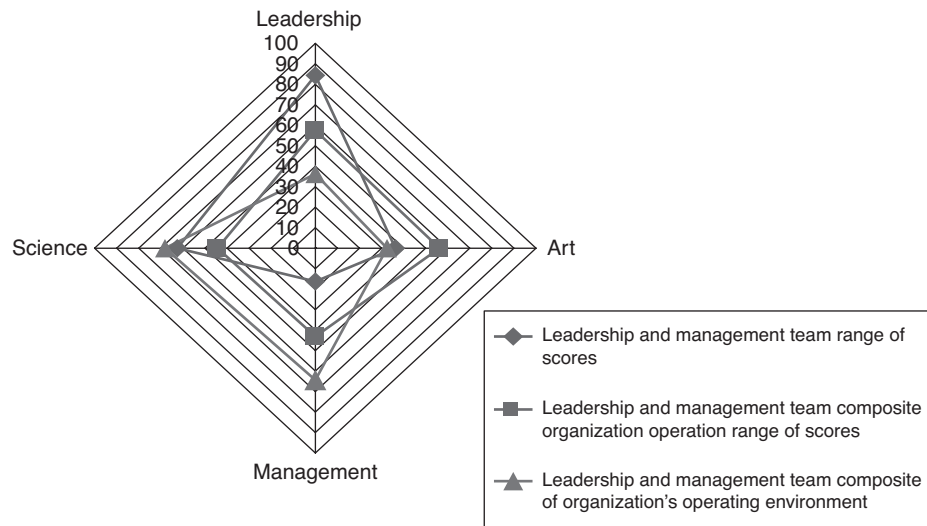 Leadership
100
90
80
70
60
50
40
30
20
10
0
Science
Art
Management
Leadership and management team range of
scores
Leadership and management team composite
organization operation range of scores
Leadership and management team composite
of organization's operating environment